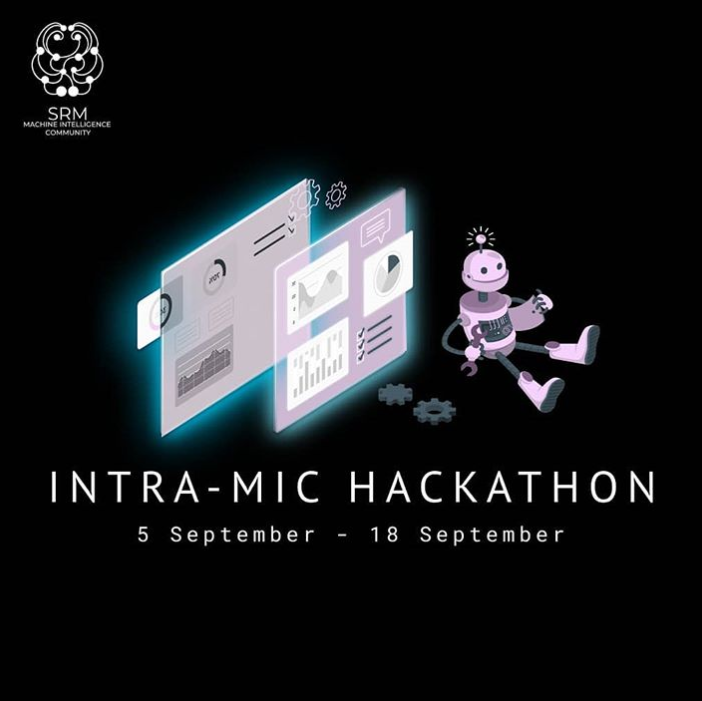 SRM
MACHINE INTELLIGENCE
COMMUNITY
INTRA-MIC HACKATHON
5 September - 18 September